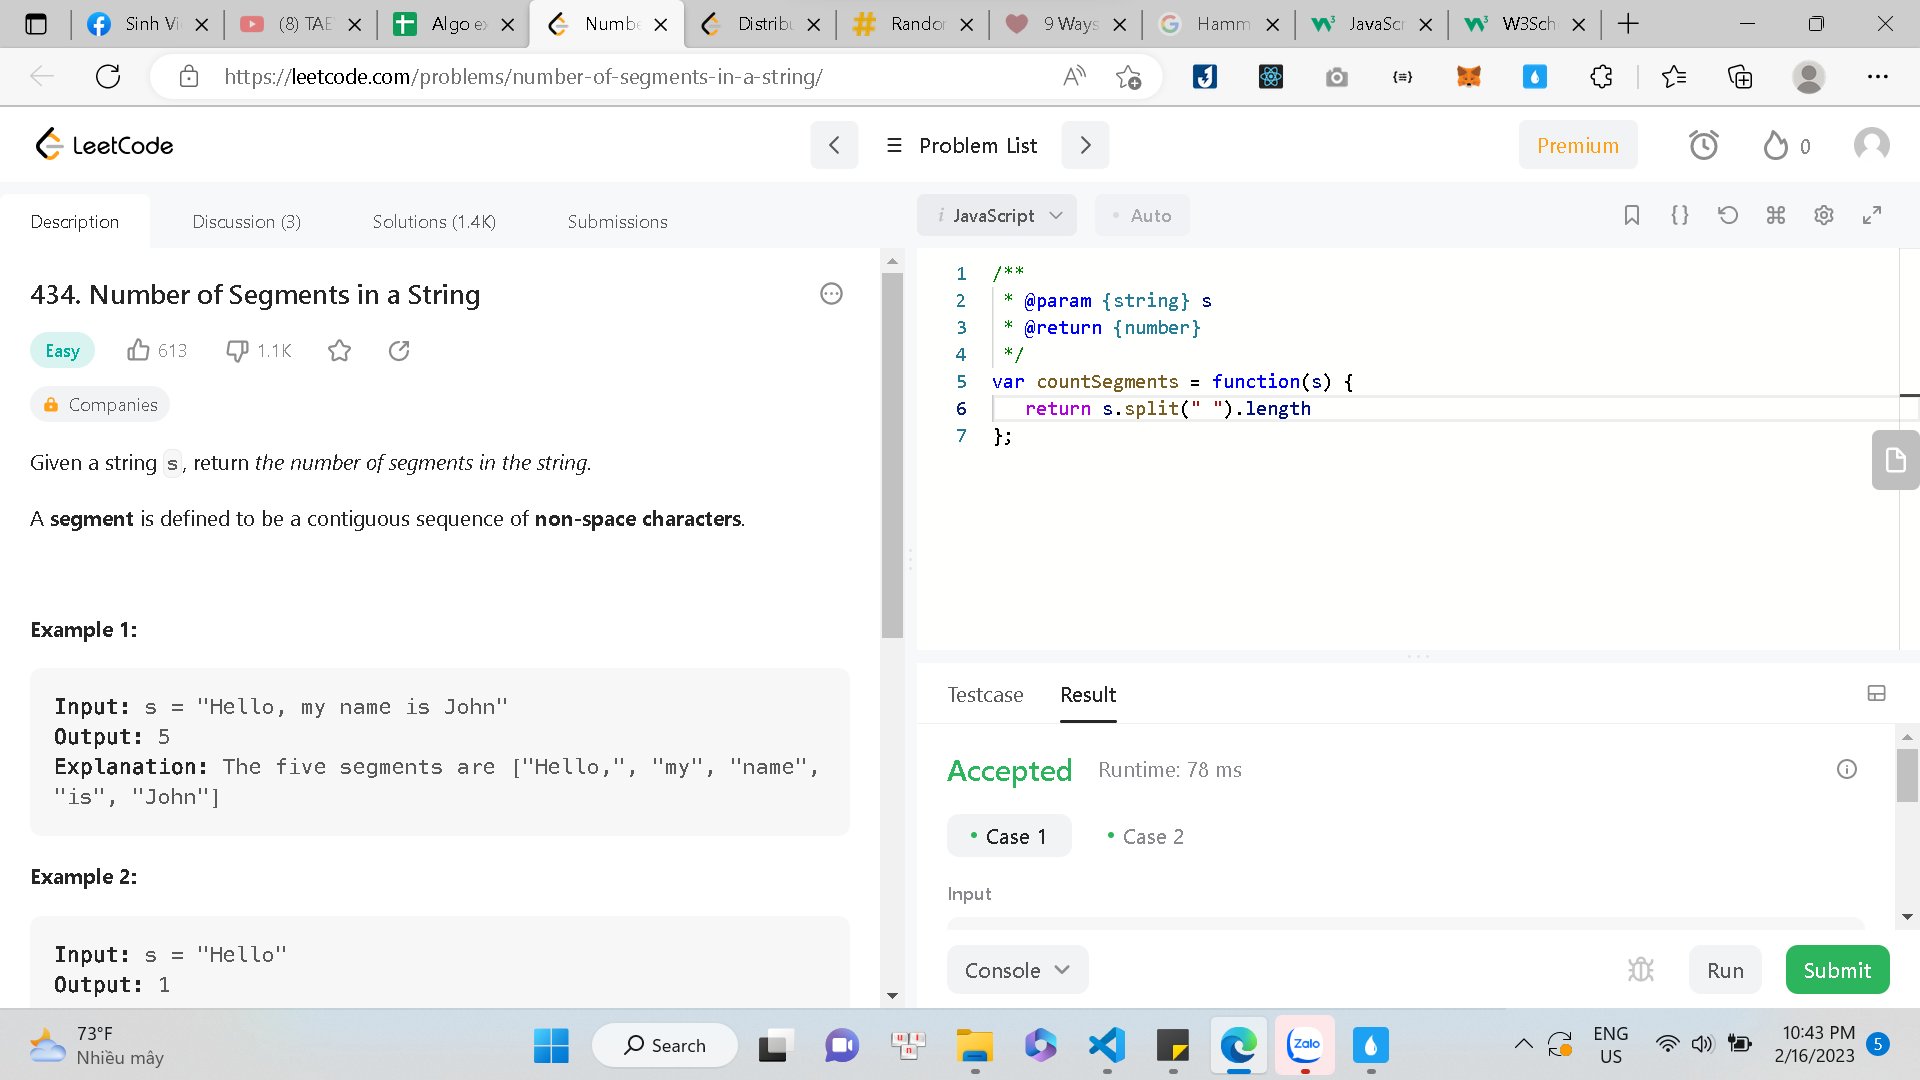 Sinh Vi
(8) TAE
Algo ex
Numbe
Distribu
Randor
9 Ways
Hamm
JavaScr
W3Sch
https://leetcode.com/problems/number-of-segments-in-a-string/
LeetCode
Problem List
Premium
0
Description
Discussion (3)
Solutions (1.4K)
Submissions
i JavaScript
• Auto
434. Number of Segments in a String
Easy
613
1.1K
Companies
Given a string s, return the number of segments in the string.
A segment is defined to be a contiguous sequence of non-space characters.
Example 1:
Input: s = "Hello, my name is John"
Output: 5
Explanation: The five segments are ["Hello,", "my", "name",
"is", "John"]
Example 2:
Input: s = "Hello"
Output: 1
1 /**
2 * @param {string} s
3 * @return {number}
4 */
5 var countSegments = function(s) {
6 return s.split(" ").length
7 };
Testcase
Result
Accepted
Runtime: 78 ms
• Case 1
• Case 2
Input
Console
Run
Submit
73°F
Nhiều mây
Search
Zalo
ENG
US
10:43 PM
2/16/2023
5